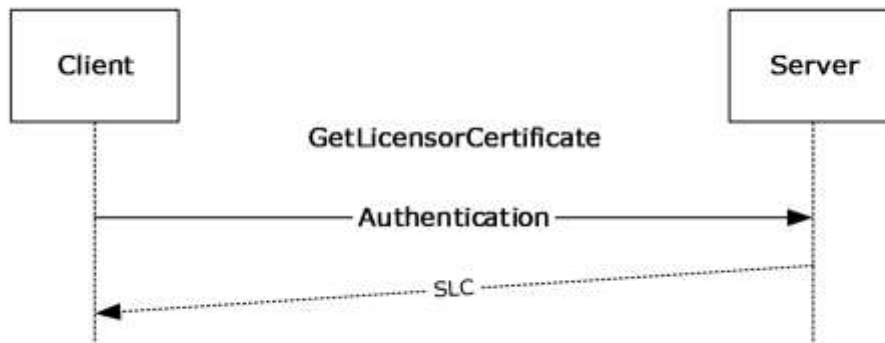 Client
Server
GetLicensorCertificate
Authentication
SLC